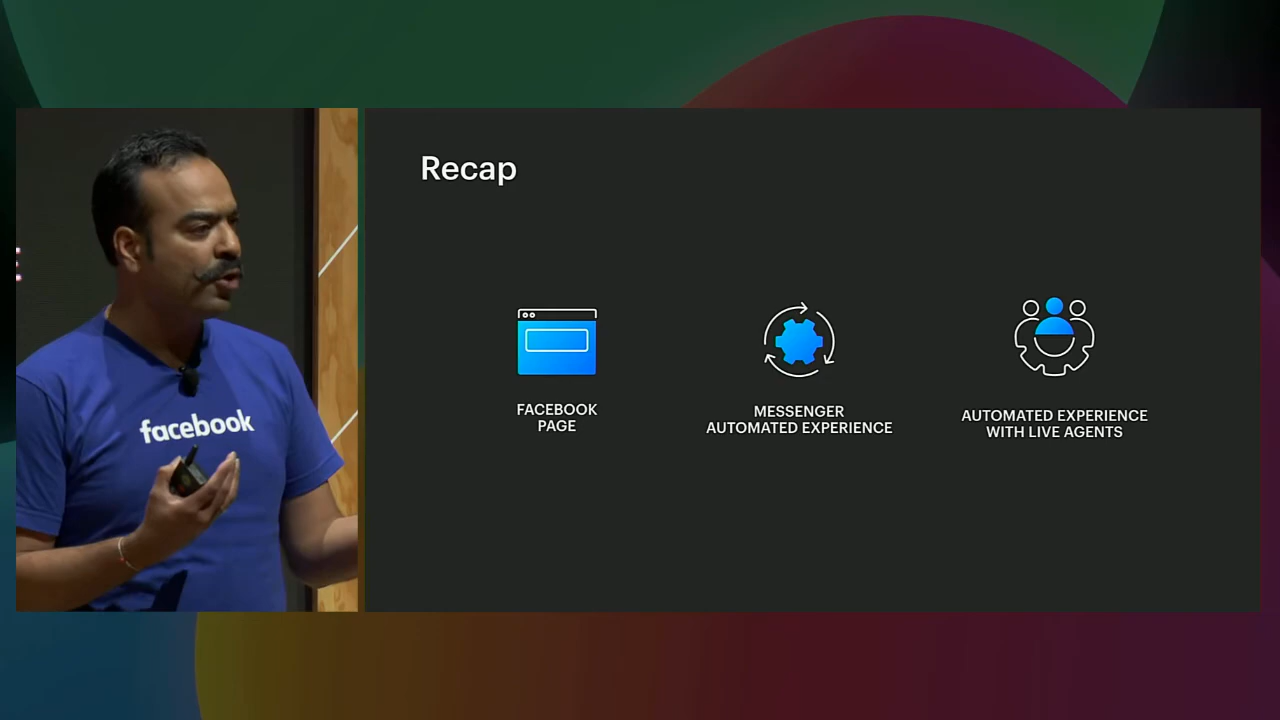 facebook
Recap
FACEBOOK
PAGE
MESSENGER
AUTOMATED EXPERIENCE
AUTOMATED EXPERIENCE
WITH LIVE AGENTS